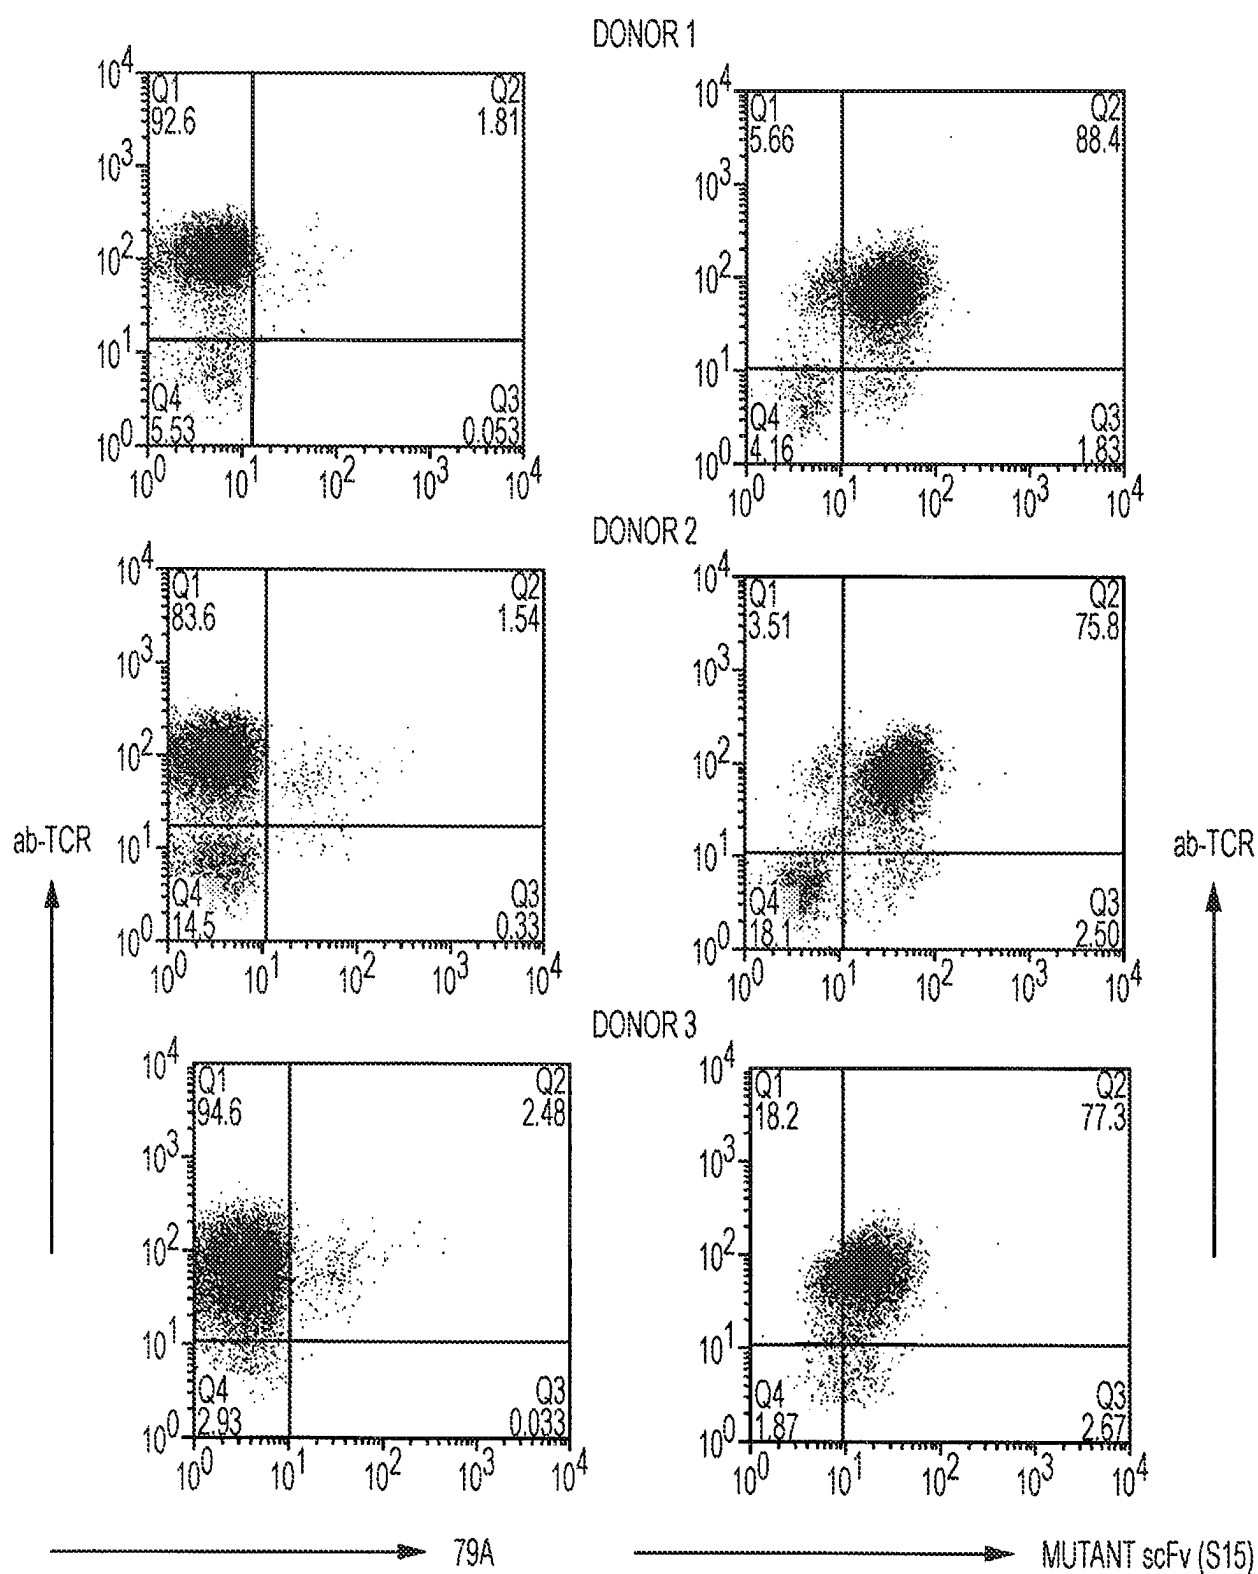 DONOR 1
10^4
10^3
10^2
10^1
10^0
Q1
92.6
Q2
1.81
Q4
5.53
Q3
0.053
10^0 10^1 10^2 10^3 10^4
10^4
10^3
10^2
10^1
10^0
Q1
5.66
Q2
88.4
Q4
4.16
Q3
1.83
10^0 10^1 10^2 10^3 10^4
DONOR 2
10^4
10^3
10^2
10^1
10^0
Q1
83.6
Q2
1.54
Q4
14.5
Q3
0.33
10^0 10^1 10^2 10^3 10^4
10^4
10^3
10^2
10^1
10^0
Q1
3.51
Q2
75.8
Q4
18.1
Q3
2.50
10^0 10^1 10^2 10^3 10^4
ab-TCR
ab-TCR
DONOR 3
10^4
10^3
10^2
10^1
10^0
Q1
94.6
Q2
2.48
Q4
2.93
Q3
0.033
10^0 10^1 10^2 10^3 10^4
10^4
10^3
10^2
10^1
10^0
Q1
18.2
Q2
77.3
Q4
1.87
Q3
2.67
10^0 10^1 10^2 10^3 10^4
79A
MUTANT scFv (S15)